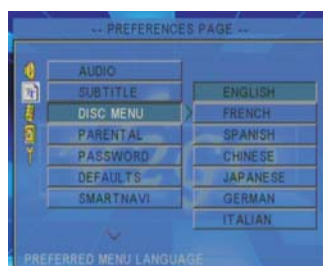 -- PREFERENCES PAGE --
AUDIO
SUBTITLE
DISC MENU
PARENTAL
PASSWORD
DEFAULTS
SMARTNAVI
ENGLISH
FRENCH
SPANISH
CHINESE
JAPANESE
GERMAN
ITALIAN
PREFERRED MENU LANGUAGE